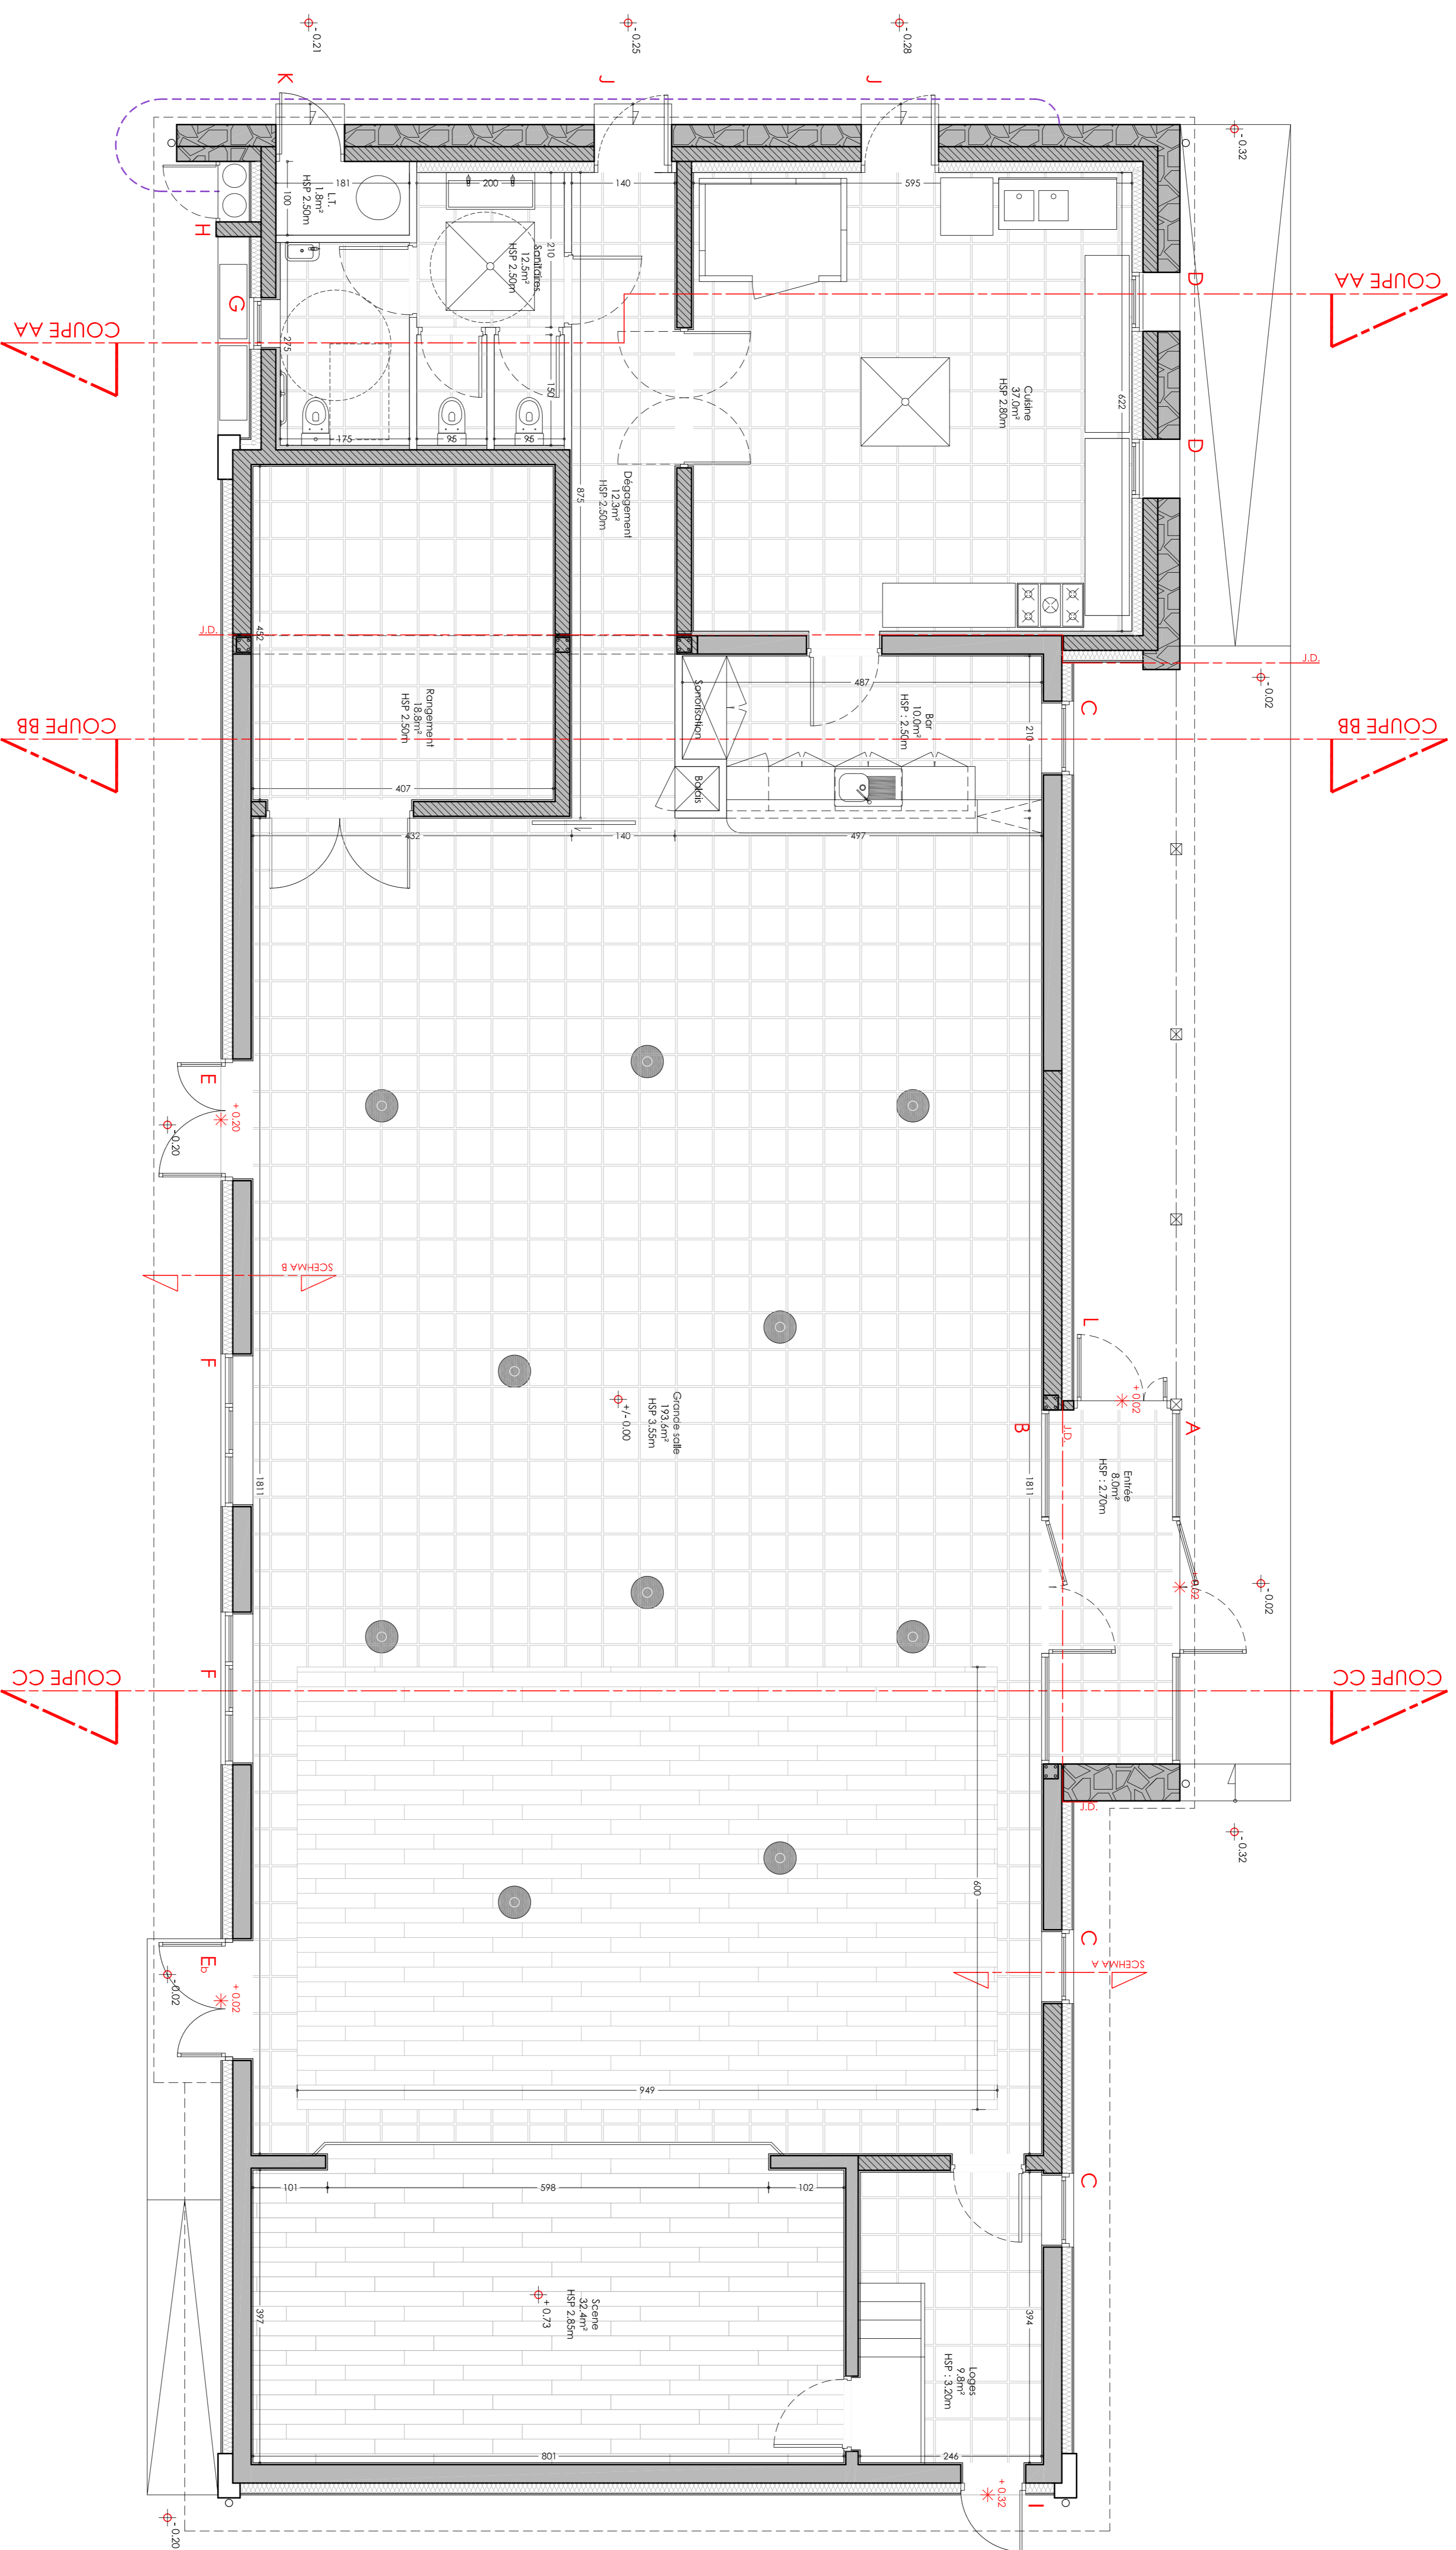 - 0.21
- 0.25
- 0.28
- 0.32
K
J
J
181
100
L.T.
1.8m²
HSP 2.50m
200
140
595
H
G
210
Sanitaires
12.5m²
HSP 2.50m
D
COUPE AA
COUPE AA
275
150
Cuisine
37.0m²
HSP 2.80m
622
175
95
95
D
Dégagement
12.3m²
HSP 2.50m
875
J.D.
452
J.D.
- 0.02
Sonorisation
487
Bar
10.0m²
HSP : 2.50m
C
Rangement
18.8m²
HSP 2.50m
210
COUPE BB
COUPE BB
407
Balais
432
140
497
E
+ 0.20
- 0.20
SCEHMA B
L
F
+ 0.02
Grande salle
193.6m²
HSP 3.55m
+/- 0.00
B
J.D.
A
1811
1811
Entrée
8.0m²
HSP : 2.70m
+0.02
- 0.02
F
COUPE CC
COUPE CC
J.D.
- 0.32
600
C
SCEHMA A
Eb
- 0.02
+ 0.02
949
C
101
598
102
Scene
32.4m²
HSP 2.85m
+ 0.73
397
394
Loges
9.8m²
HSP : 3.20m
801
246
+ 0.32
I
- 0.20